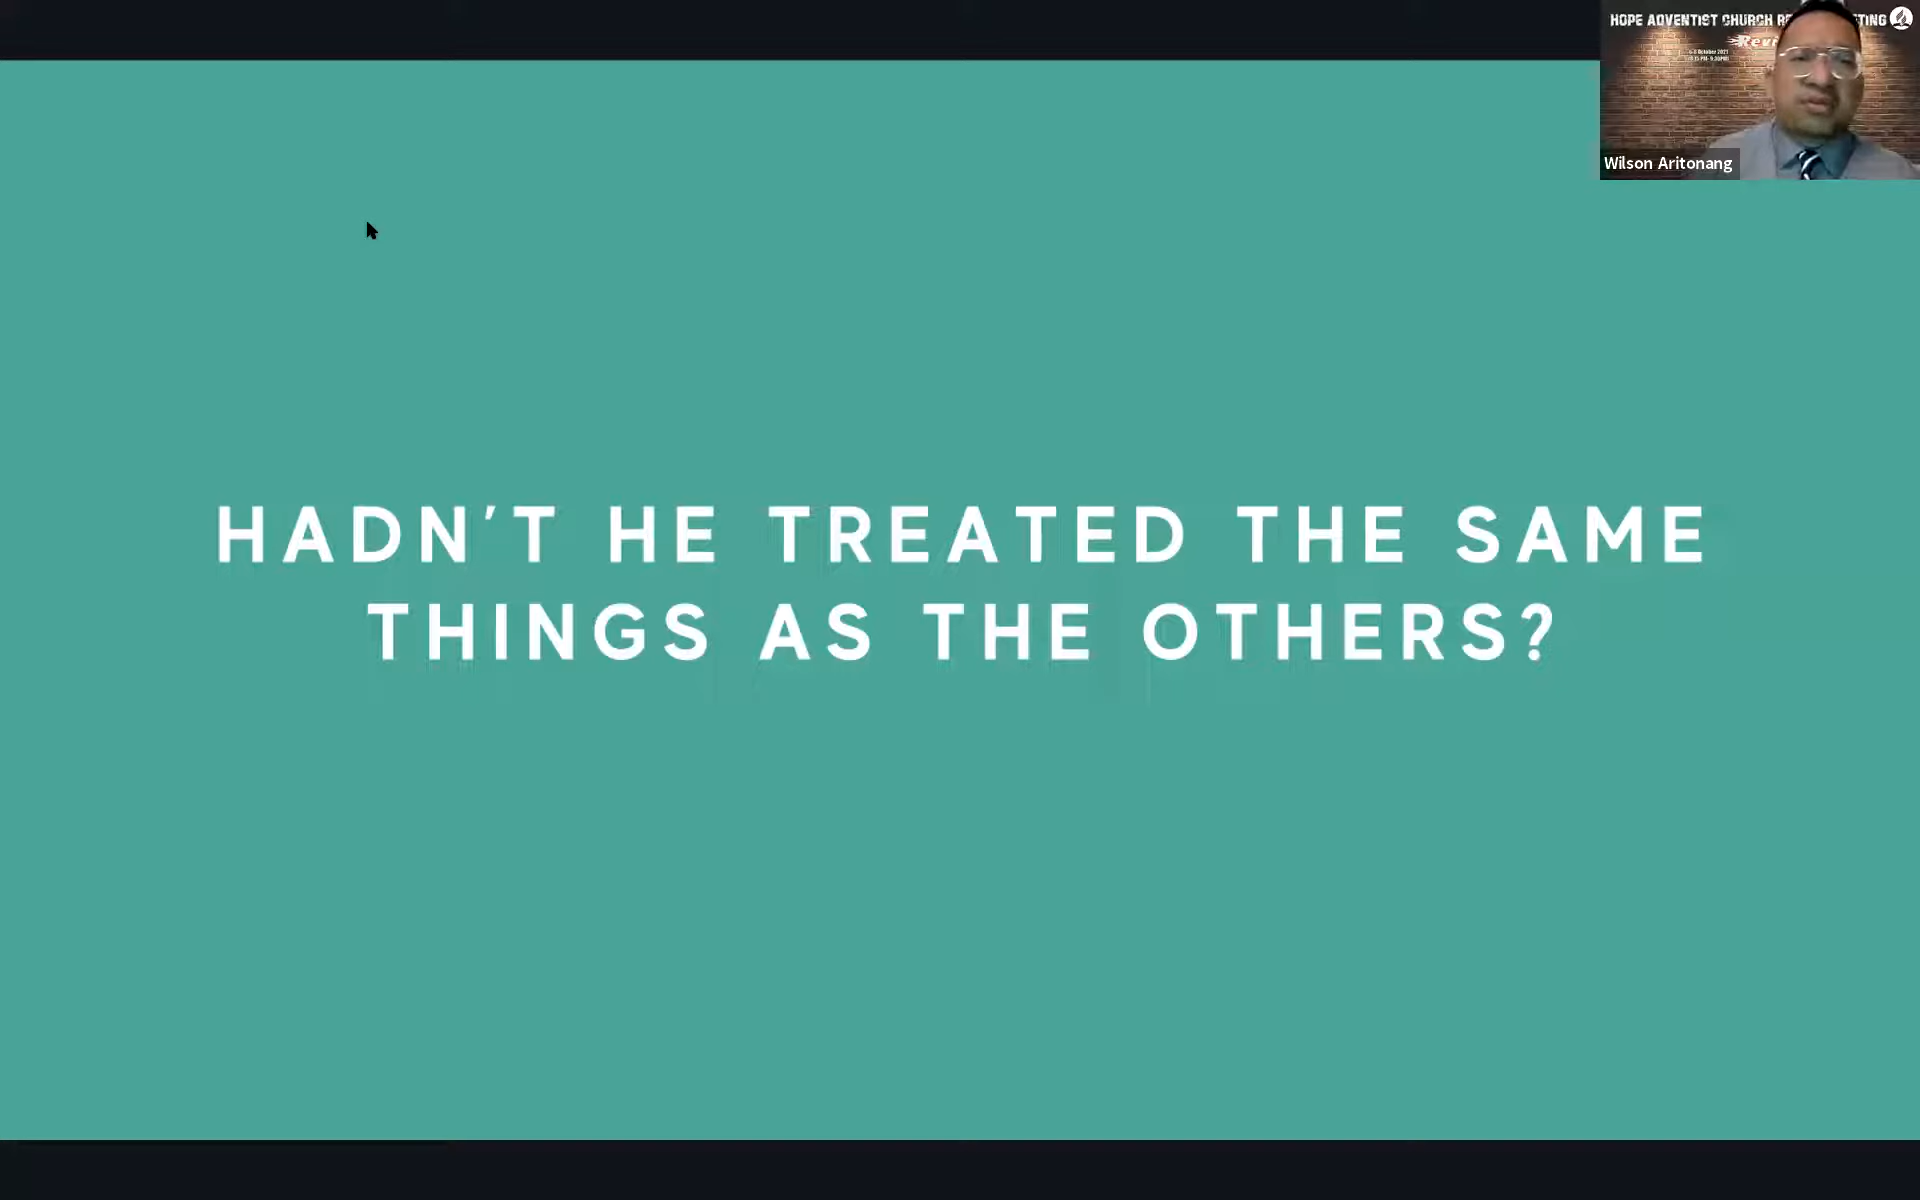 HOPE ADVENTIST CHURCH
Wilson Aritonang
HADN'T HE TREATED THE SAME
THINGS AS THE OTHERS?